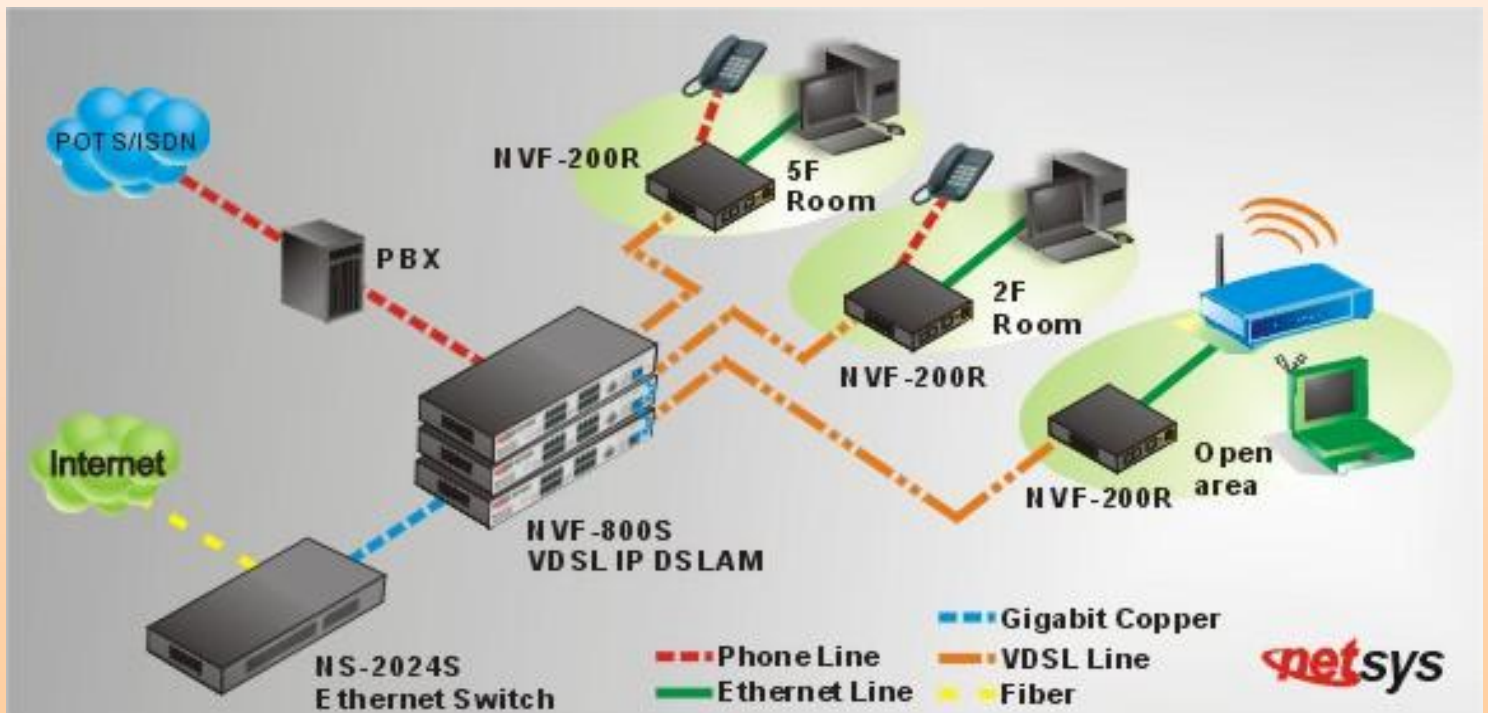 POTS/ISDN
PBX
NVF-200R
5F
Room
2F
Room
NVF-200R
Open
area
NVF-200R
Internet
NVF-800S
VDSL IP DSLAM
NS-2024S
Ethernet Switch
Phone Line
Ethernet Line
Gigabit Copper
VDSL Line
Fiber
netsys